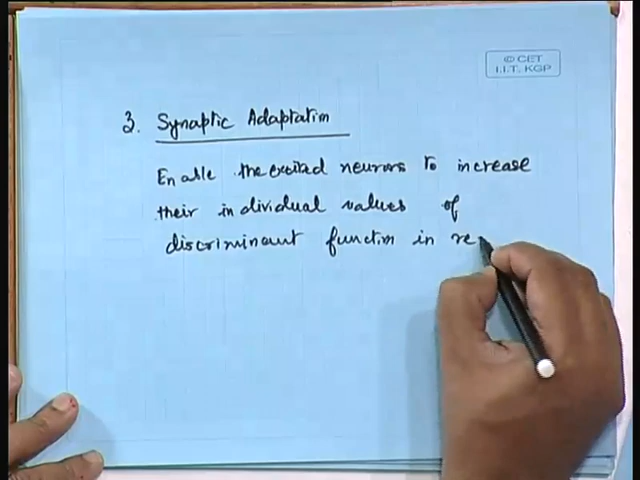 © CET
I.I.T. KGP
3. Synaptic Adaptation
Enable the excited neurons to increase
their individual values of
discriminant function in re